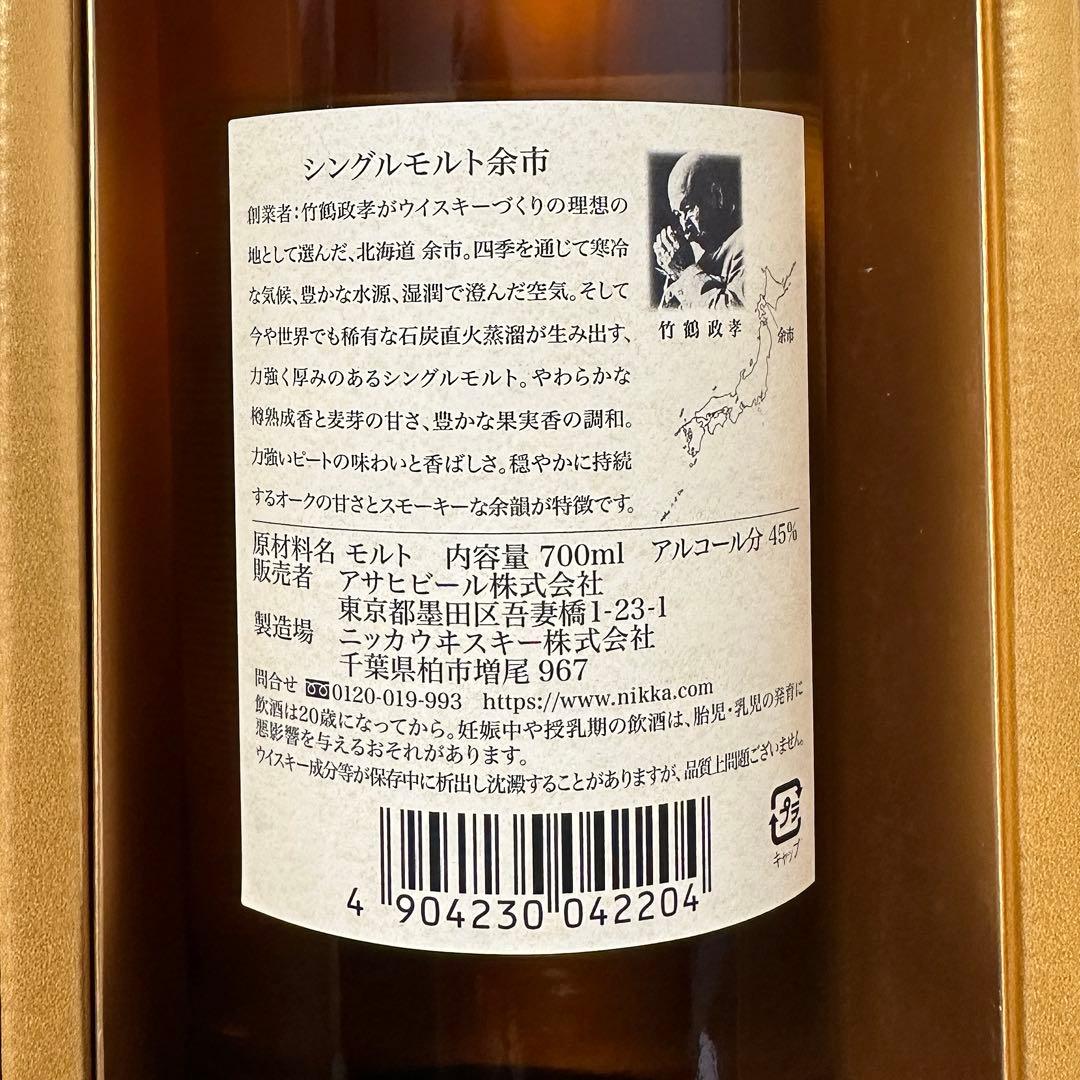 シングルモルト余市
創業者：竹鶴政孝がウイスキーづくりの理想の
地として選んだ、北海道 余市。四季を通じて寒冷
な気候、豊かな水源、湿潤で澄んだ空気。そして
今や世界でも稀有な石炭直火蒸溜が生み出す、
力強く厚みのあるシングルモルト。やわらかな
樽熟成香と麦芽の甘さ、豊かな果実香の調和。
力強いピートの味わいと香ばしさ。穏やかに持続
するオークの甘さとスモーキーな余韻が特徴です。
竹鶴政孝
余市
原材料名 モルト 内容量 700ml アルコール分 45%
販売者 アサヒビール株式会社
東京都墨田区吾妻橋1-23-1
製造場 ニッカウヰスキー株式会社
千葉県柏市増尾 967
問合せ 0120-019-993 https://www.nikka.com
飲酒は20歳になってから。妊娠中や授乳期の飲酒は、胎児・乳児の発育に
悪影響を与えるおそれがあります。
ウイスキー成分等が保存中に析出し沈澱することがありますが、品質上問題ございません。
プラ
キャップ
4 904230 042204